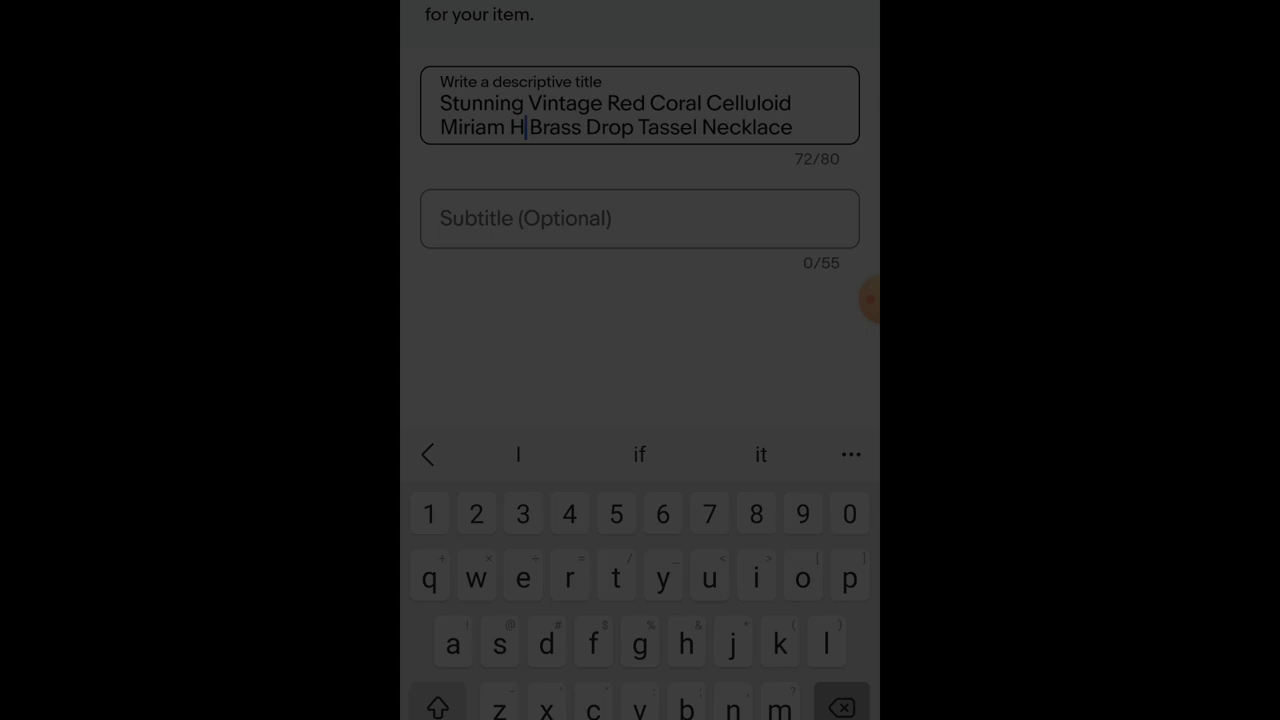 for your item.
Write a descriptive title
Stunning Vintage Red Coral Celluloid
Miriam H Brass Drop Tassel Necklace
72/80
Subtitle (Optional)
0/55
I if it •••
1 2 3 4 5 6 7 8 9 0
+ × ÷ = / _ < > [ ]
q w e r t y u i o p
! @ # $ % & * ( )
a s d f g h j k l
- ' " : ; , ?
z x c v b n m